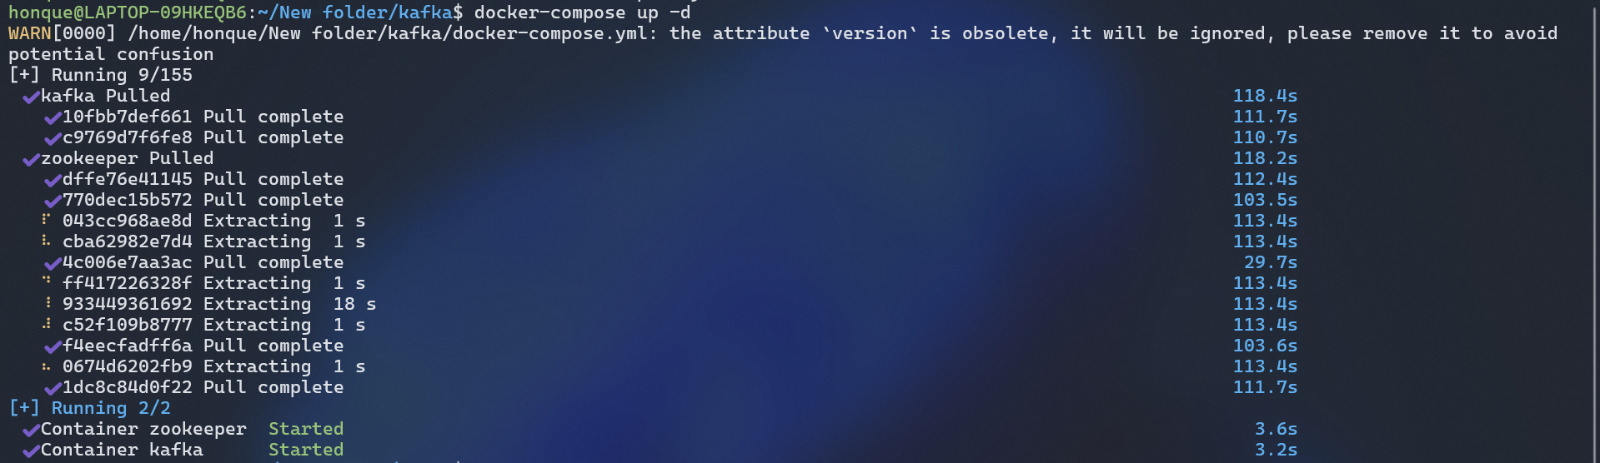 honque@LAPTOP-09HKEQB6:~/New folder/kafka$ docker-compose up -d
WARN[0000] /home/honque/New folder/kafka/docker-compose.yml: the attribute `version` is obsolete, it will be ignored, please remove it to avoid
potential confusion
[+] Running 9/155
✔kafka Pulled 118.4s
✔10fbb7def661 Pull complete 111.7s
✔c9769d7f6fe8 Pull complete 110.7s
✔zookeeper Pulled 118.2s
✔dffe76e41145 Pull complete 112.4s
✔770dec15b572 Pull complete 103.5s
043cc968ae8d Extracting 1 s 113.4s
cba62982e7d4 Extracting 1 s 113.4s
✔4c006e7aa3ac Pull complete 29.7s
ff417226328f Extracting 1 s 113.4s
933449361692 Extracting 18 s 113.4s
c52f109b8777 Extracting 1 s 113.4s
✔f4eecfadff6a Pull complete 103.6s
0674d6202fb9 Extracting 1 s 113.4s
✔1dc8c84d0f22 Pull complete 111.7s
[+] Running 2/2
✔Container zookeeper Started 3.6s
✔Container kafka Started 3.2s